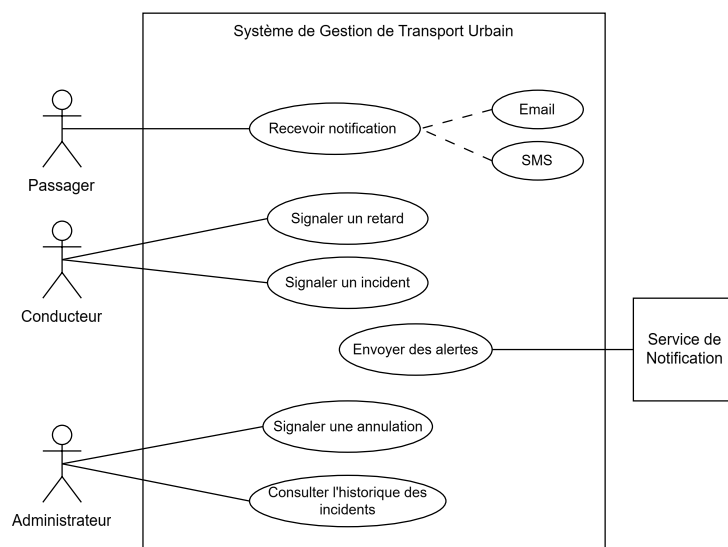 Système de Gestion de Transport Urbain
Email
Recevoir notification
SMS
Passager
Signaler un retard
Signaler un incident
Conducteur
Envoyer des alertes
Service de
Notification
Signaler une annulation
Consulter l'historique des
incidents
Administrateur